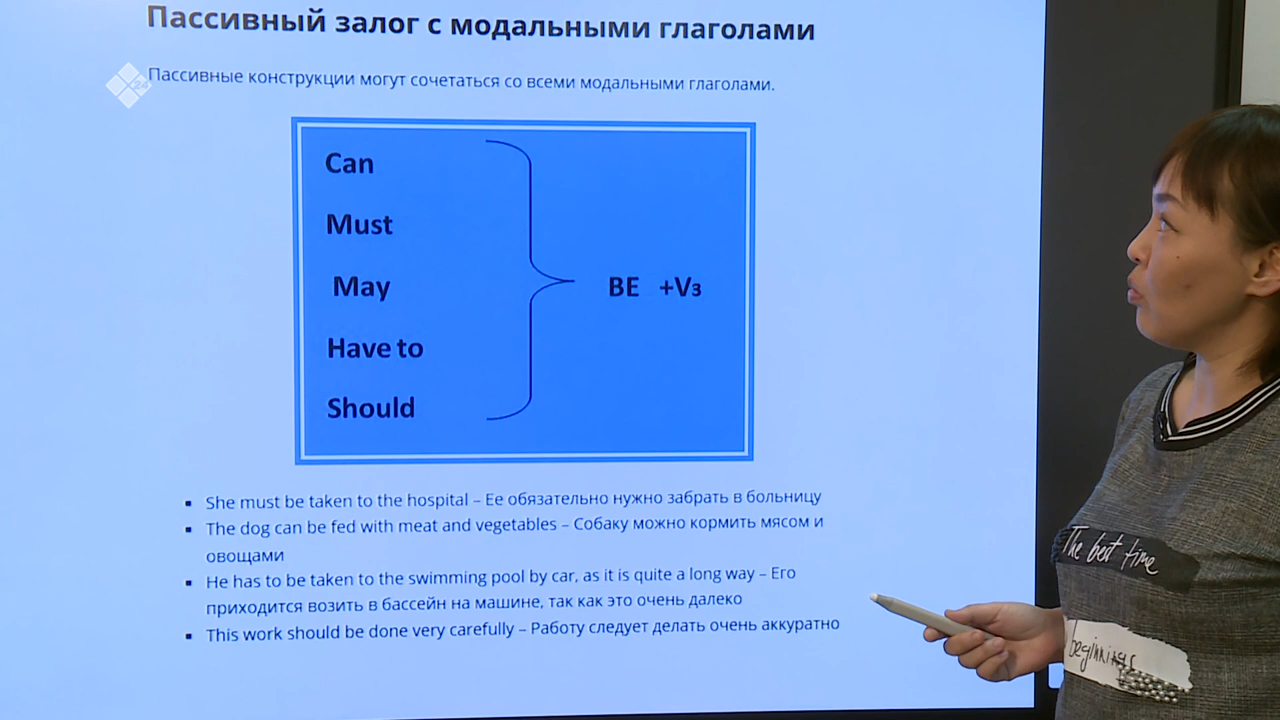 Пассивный залог с модальными глаголами
Пассивные конструкции могут сочетаться со всеми модальными глаголами.
24
Can
Must
May
Have to
Should
BE +V3
▪ She must be taken to the hospital – Ее обязательно нужно забрать в больницу
▪ The dog can be fed with meat and vegetables – Собаку можно кормить мясом и
овощами
▪ He has to be taken to the swimming pool by car, as it is quite a long way – Его
приходится возить в бассейн на машине, так как это очень далеко
▪ This work should be done very carefully – Работу следует делать очень аккуратно
The best time
beginnings